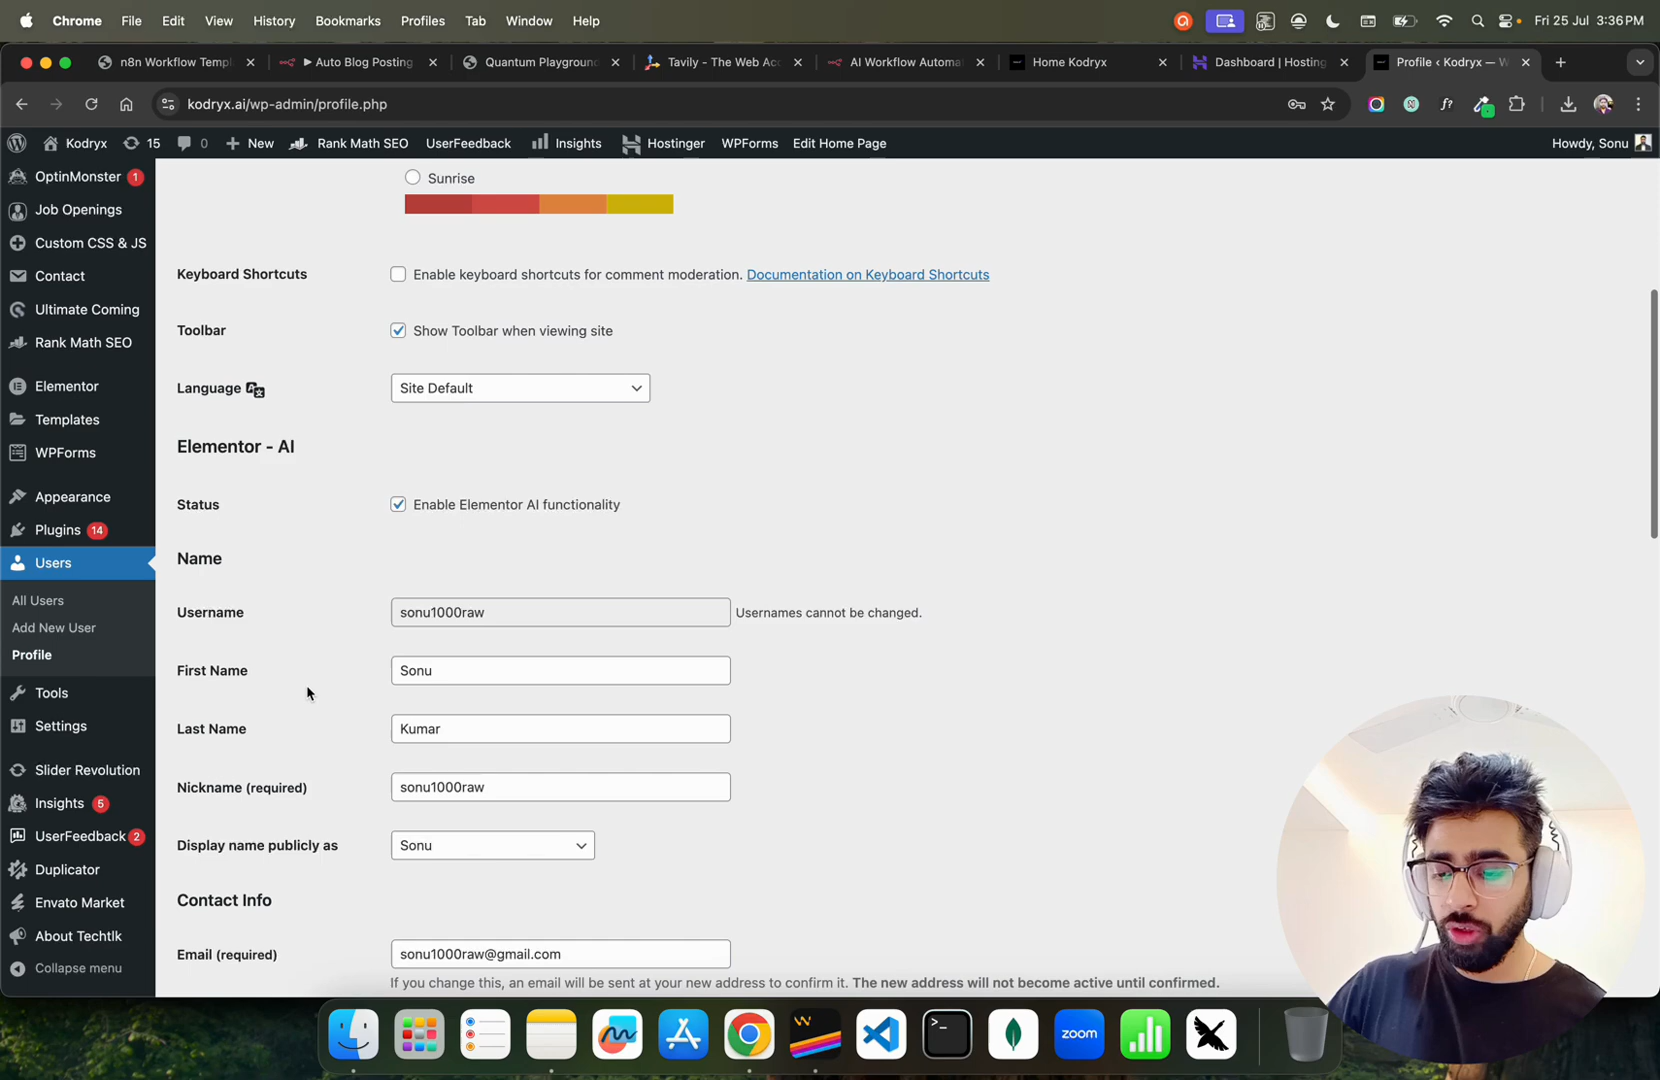 Chrome File Edit View History Bookmarks Profiles Tab Window Help Fri 25 Jul 3:36 PM
n8n Workflow Temp Auto Blog Posting Quantum Playgroun Tavily - The Web Acc AI Workflow Automa Home Kodryx Dashboard | Hosting Profile ‹ Kodryx — W
kodryx.ai/wp-admin/profile.php
Kodryx 15 0 New Rank Math SEO UserFeedback Insights Hostinger WPForms Edit Home Page Howdy, Sonu
OptinMonster 1
Job Openings
Custom CSS & JS
Contact
Ultimate Coming
Rank Math SEO
Elementor
Templates
WPForms
Appearance
Plugins 14
Users
All Users
Add New User
Profile
Tools
Settings
Slider Revolution
Insights 5
UserFeedback 2
Duplicator
Envato Market
About Techtlk
Collapse menu
Sunrise
Keyboard Shortcuts Enable keyboard shortcuts for comment moderation. Documentation on Keyboard Shortcuts
Toolbar Show Toolbar when viewing site
Language Site Default
Elementor - AI
Status Enable Elementor AI functionality
Name
Username sonu1000raw Usernames cannot be changed.
First Name Sonu
Last Name Kumar
Nickname (required) sonu1000raw
Display name publicly as Sonu
Contact Info
Email (required) sonu1000raw@gmail.com
If you change this, an email will be sent at your new address to confirm it. The new address will not become active until confirmed.
zoom